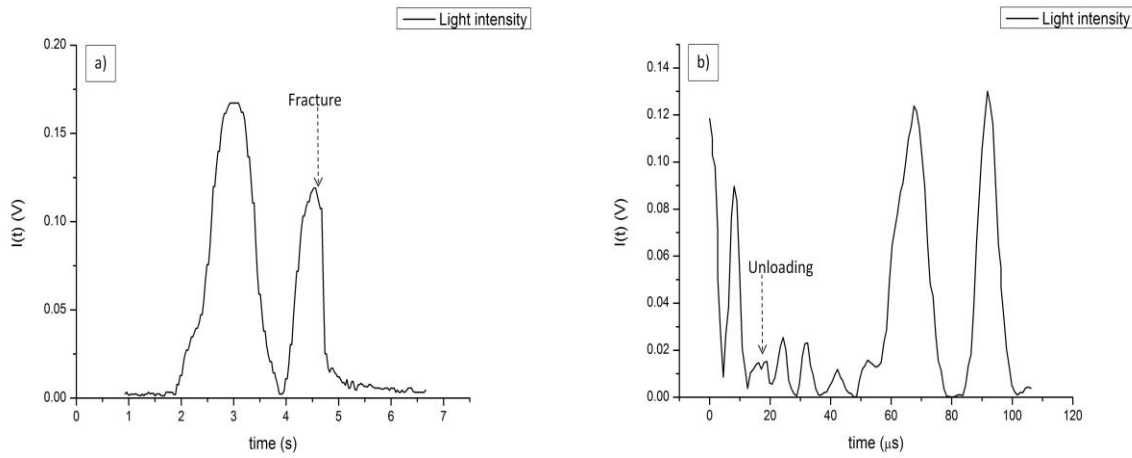 Light intensity
a)
0.20
0.15
0.10
0.05
0.00
I(t) (V)
Fracture
1 2 3 4 5 6 7
time (s)
Light intensity
b)
0.14
0.12
0.10
0.08
0.06
0.04
0.02
0.00
I(t) (V)
Unloading
0 20 40 60 80 100 120
time (μs)